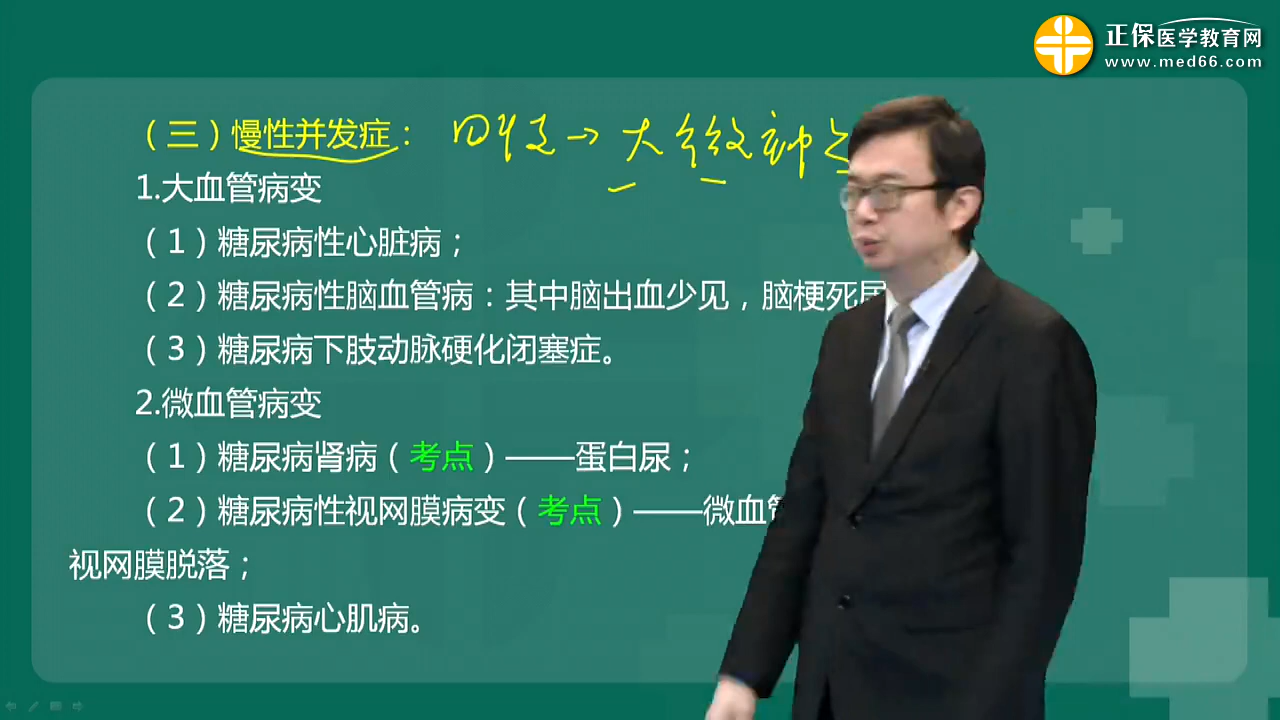 正保医学教育网
www.med66.com
（三）慢性并发症： 大 微 神
1.大血管病变
（1）糖尿病性心脏病；
（2）糖尿病性脑血管病：其中脑出血少见，脑梗死
（3）糖尿病下肢动脉硬化闭塞症。
2.微血管病变
（1）糖尿病肾病（考点）——蛋白尿；
（2）糖尿病性视网膜病变（考点）——微血
视网膜脱落；
（3）糖尿病心肌病。